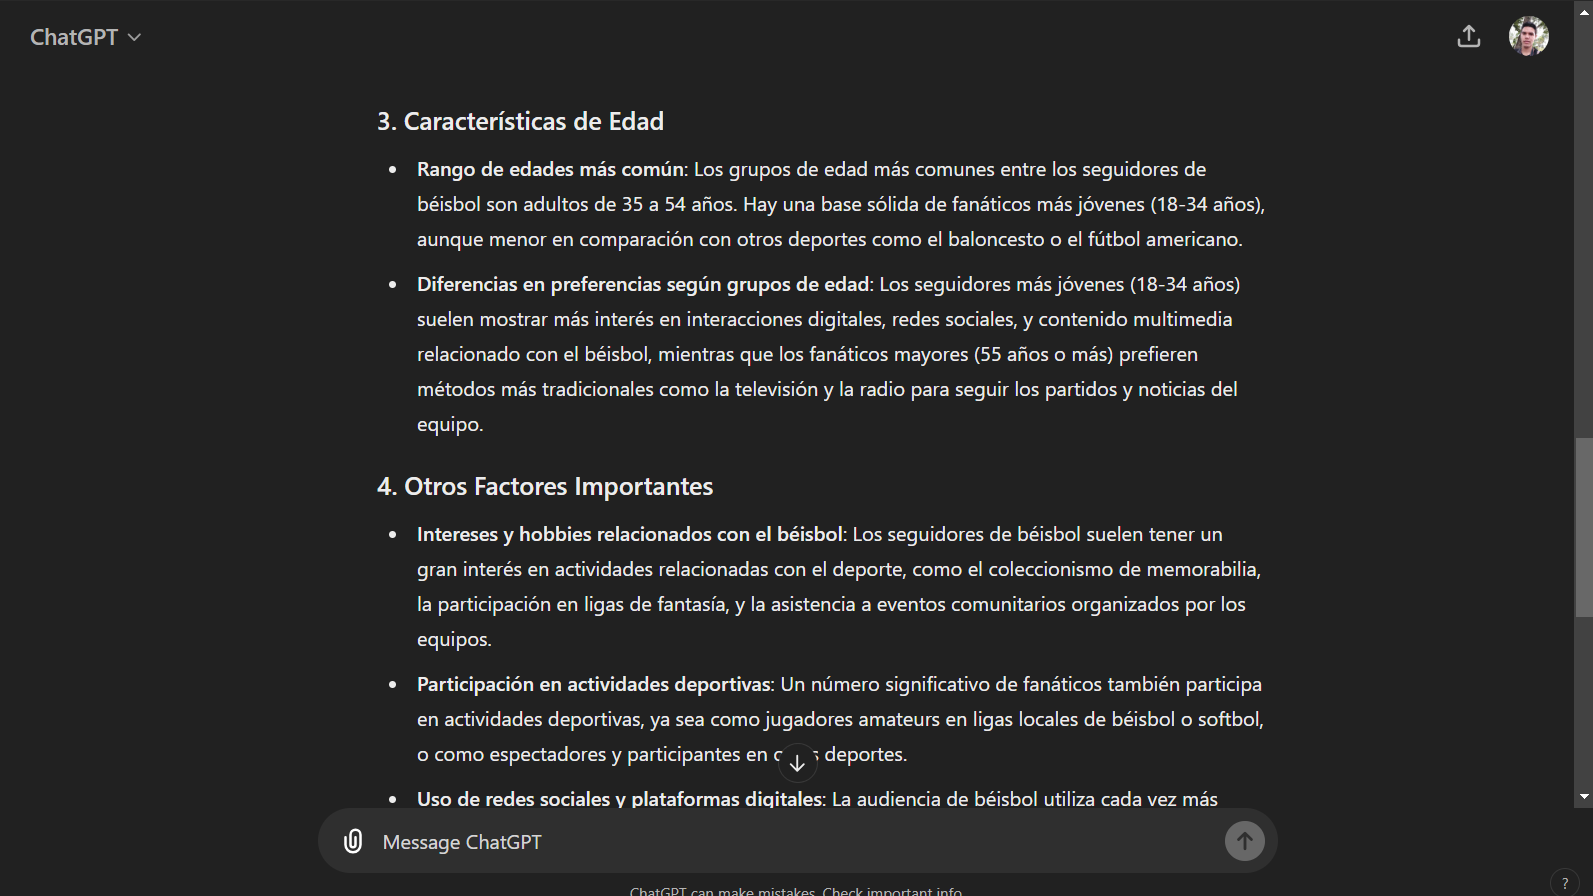 ChatGPT
3. Características de Edad
• Rango de edades más común: Los grupos de edad más comunes entre los seguidores de
béisbol son adultos de 35 a 54 años. Hay una base sólida de fanáticos más jóvenes (18-34 años),
aunque menor en comparación con otros deportes como el baloncesto o el fútbol americano.
• Diferencias en preferencias según grupos de edad: Los seguidores más jóvenes (18-34 años)
suelen mostrar más interés en interacciones digitales, redes sociales, y contenido multimedia
relacionado con el béisbol, mientras que los fanáticos mayores (55 años o más) prefieren
métodos más tradicionales como la televisión y la radio para seguir los partidos y noticias del
equipo.
4. Otros Factores Importantes
• Intereses y hobbies relacionados con el béisbol: Los seguidores de béisbol suelen tener un
gran interés en actividades relacionadas con el deporte, como el coleccionismo de memorabilia,
la participación en ligas de fantasía, y la asistencia a eventos comunitarios organizados por los
equipos.
• Participación en actividades deportivas: Un número significativo de fanáticos también participa
en actividades deportivas, ya sea como jugadores amateurs en ligas locales de béisbol o softbol,
o como espectadores y participantes en deportes.
• Uso de redes sociales y plataformas digitales: La audiencia de béisbol utiliza cada vez más
Message ChatGPT
ChatGPT can make mistakes. Check important info.
?